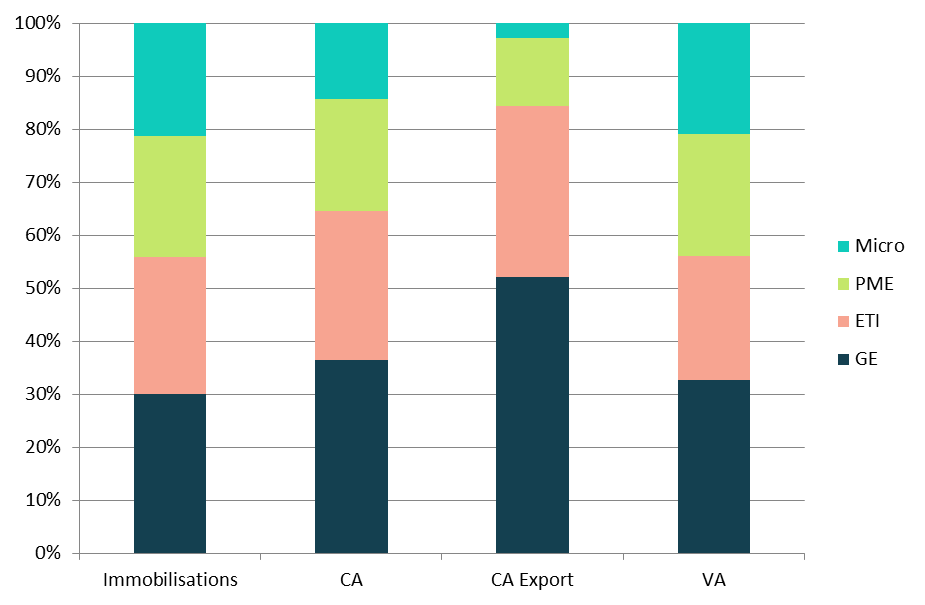 100%
90%
80%
70%
60%
50%
40%
30%
20%
10%
0%
Immobilisations
CA
CA Export
VA
Micro
PME
ETI
GE